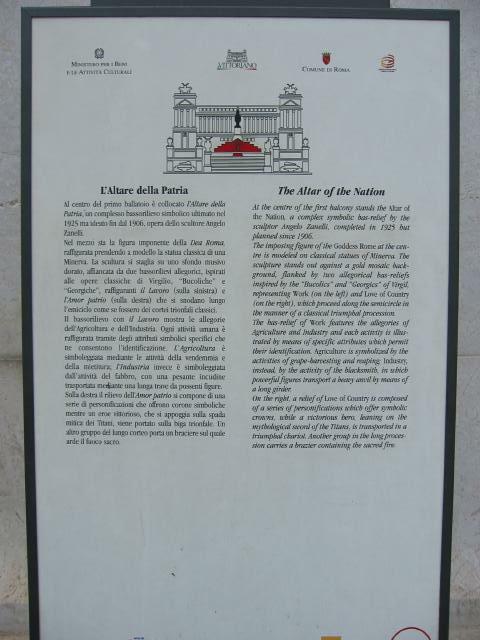 MINISTERO PER I BENI
E LE ATTIVITÀ CULTURALI
VITTORIANO
COMUNE DI ROMA
L'Altare della Patria
Al centro del primo ballatoio è collocato l'Altare della
Patria, un complesso bassorilievo simbolico ultimato nel
1925 ma ideato fin dal 1906, opera dello scultore Angelo
Zanelli.
Nel mezzo sta la figura imponente della Dea Roma,
raffigurata prendendo a modello la statua classica di una
Minerva. La scultura si staglia su uno sfondo musivo
dorato, affiancata da due bassorilievi allegorici, ispirati
alle opere classiche di Virgilio, "Bucoliche" e
"Georgiche", raffiguranti il Lavoro (sulla sinistra) e
l'Amor patrio (sulla destra) che si snodano lungo
l'emiciclo come se fossero dei cortei trionfali classici.
Il bassorilievo con il Lavoro mostra le allegorie
dell'Agricoltura e dell'Industria. Ogni attività umana è
raffigurata tramite degli attributi simbolici specifici che
ne consentono l'identificazione. L'Agricoltura è
simboleggiata mediante le attività della vendemmia e
della mietitura; l'Industria invece è simboleggiata
dall'attività del fabbro, con una pesante incudine
trasportata mediante una lunga trave da possenti figure.
Sulla destra il rilievo dell'Amor patrio si compone di una
serie di personificazioni che offrono corone simboliche
mentre un eroe vittorioso, che si appoggia sulla spada
mitica dei Titani, viene portato sulla biga trionfale. Un
altro gruppo del lungo corteo porta un braciere sul quale
arde il fuoco sacro.
The Altar of the Nation
At the centre of the first balcony stands the Altar of
the Nation, a complex symbolic bas-relief by the
sculptor Angelo Zanelli, completed in 1925 but
planned since 1906.
The imposing figure of the Goddess Rome at the cen-
tre is modeled on classical statues of Minerva. The
sculpture stands out against a gold mosaic back-
ground, flanked by two allegorical bas-reliefs
inspired by the "Bucolics" and "Georgics" of Virgil,
representing Work (on the left) and Love of Country
(on the right), which proceed along the semicircle in
the manner of a classical triumphal procession.
The bas-relief of Work features the allegories of
Agriculture and Industry and each activity is illus-
trated by means of specific attributes which permit
their identification. Agriculture is symbolized by the
activities of grape-harvesting and reaping; Industry,
instead, by the activity of the blacksmith, in which
powerful figures transport a heavy anvil by means of
a long girder.
On the right, a relief of Love of Country is composed
of a series of personifications which offer symbolic
crowns, while a victorious hero, leaning on the
mythological sword of the Titans, is transported in a
triumphal chariot. Another group in the long proces-
sion carries a brazier containing the sacred fire.